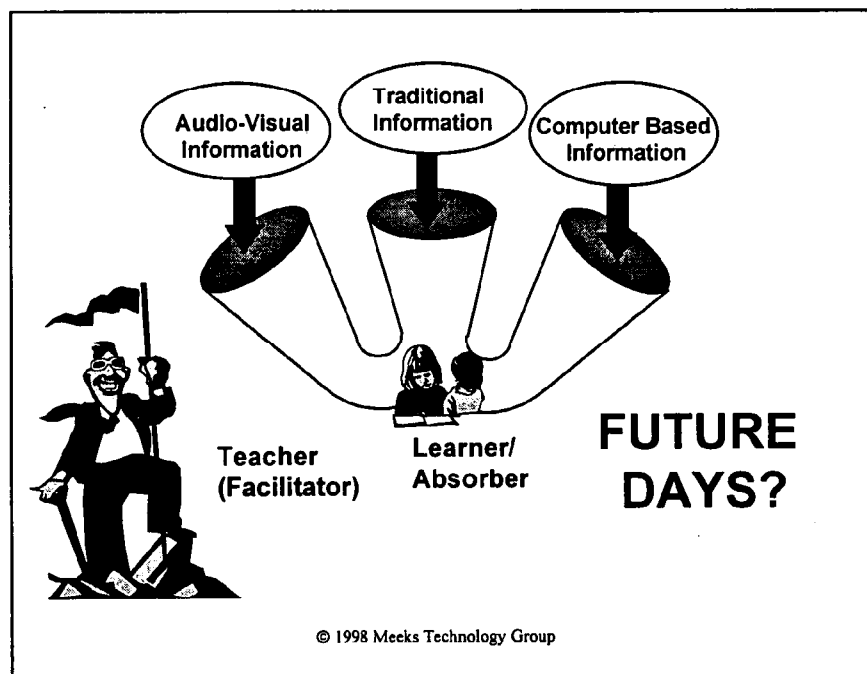 Audio-Visual
Information
Traditional
Information
Computer Based
Information
Teacher
(Facilitator)
Learner/
Absorber
FUTURE
DAYS?
© 1998 Meeks Technology Group